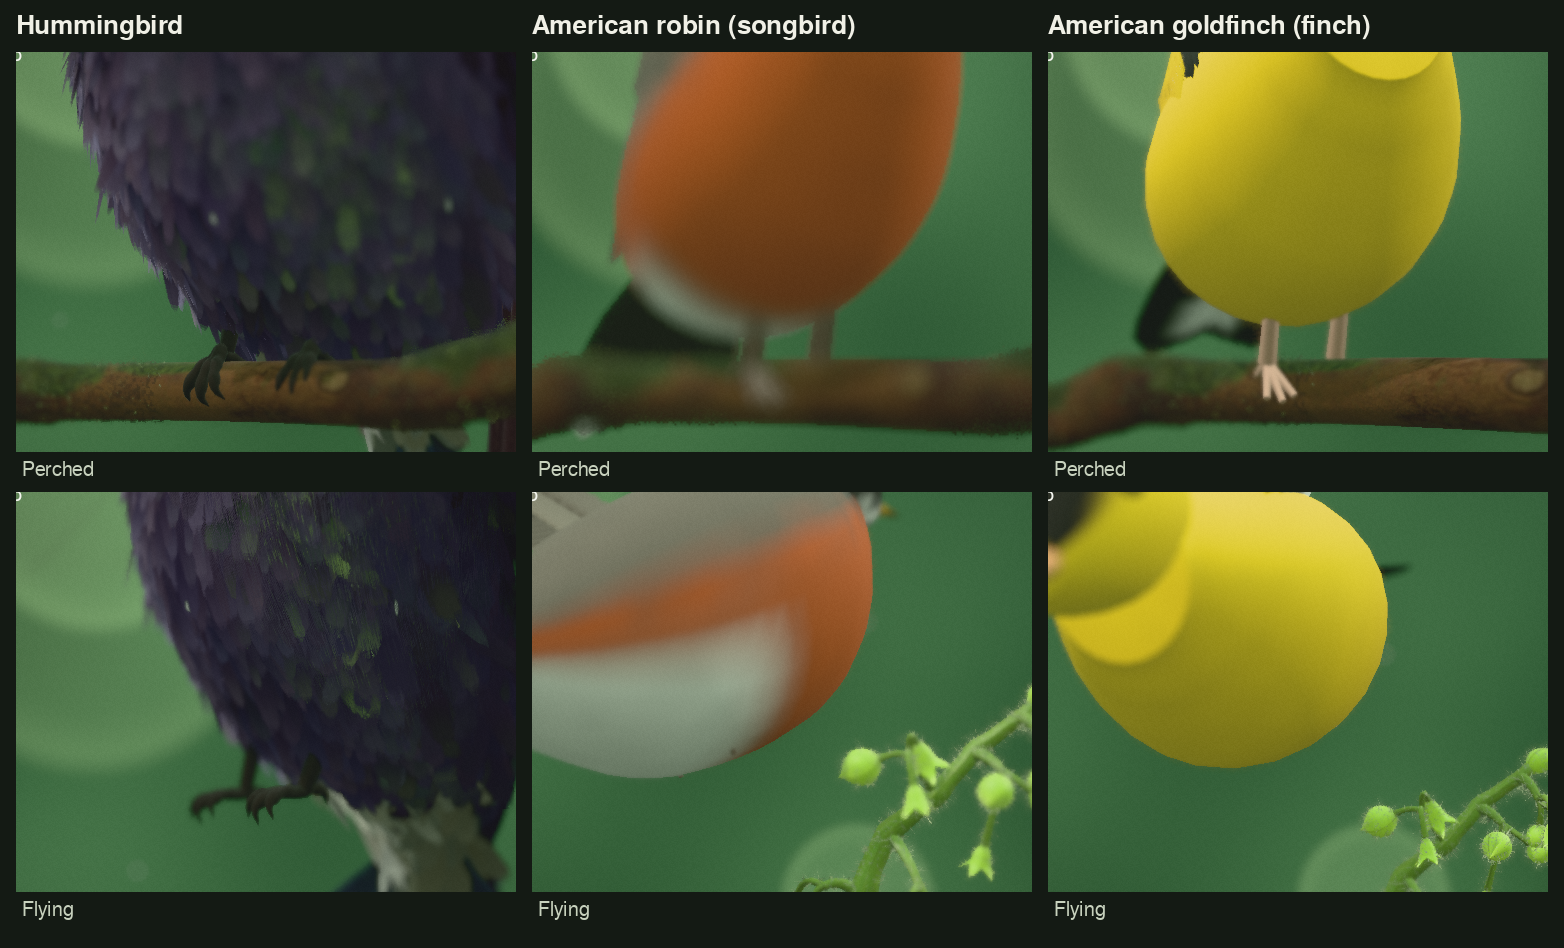 Hummingbird
American robin (songbird)
American goldfinch (finch)
Perched
Perched
Perched
Flying
Flying
Flying